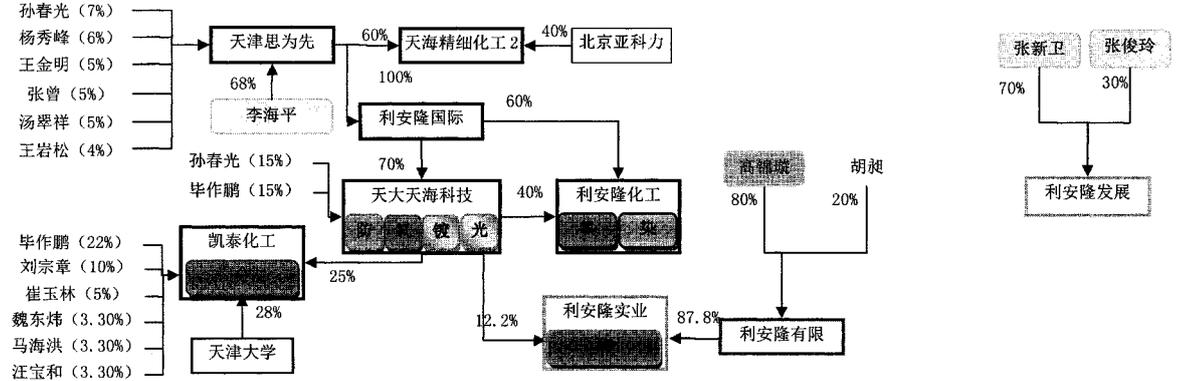 孙春光（7%）
杨秀峰（6%）
王金明（5%）
张曾（5%）
汤翠祥（5%）
王岩松（4%）
天津思为先
60%
天海精细化工2
40%
北京亚科力
68%
100%
李海平
利安隆国际
60%
张新卫
张俊玲
70%
30%
利安隆发展
孙春光（15%）
毕作鹏（15%）
70%
天大天海科技
镀
光
40%
利安隆化工
高锦璇
胡昶
80%
20%
毕作鹏（22%）
刘宗章（10%）
崔玉林（5%）
魏东炜（3.30%）
马海洪（3.30%）
汪宝和（3.30%）
凯泰化工
25%
28%
天津大学
12.2%
利安隆实业
87.8%
利安隆有限